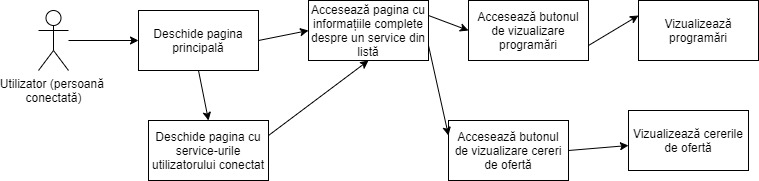 Utilizator (persoană
conectată)
Deschide pagina
principală
Deschide pagina cu
service-urile
utilizatorului conectat
Accesează pagina cu
informațiile complete
despre un service din
listă
Accesează butonul
de vizualizare
programări
Vizualizează
programări
Accesează butonul
de vizualizare cereri
de ofertă
Vizualizează cererile
de ofertă